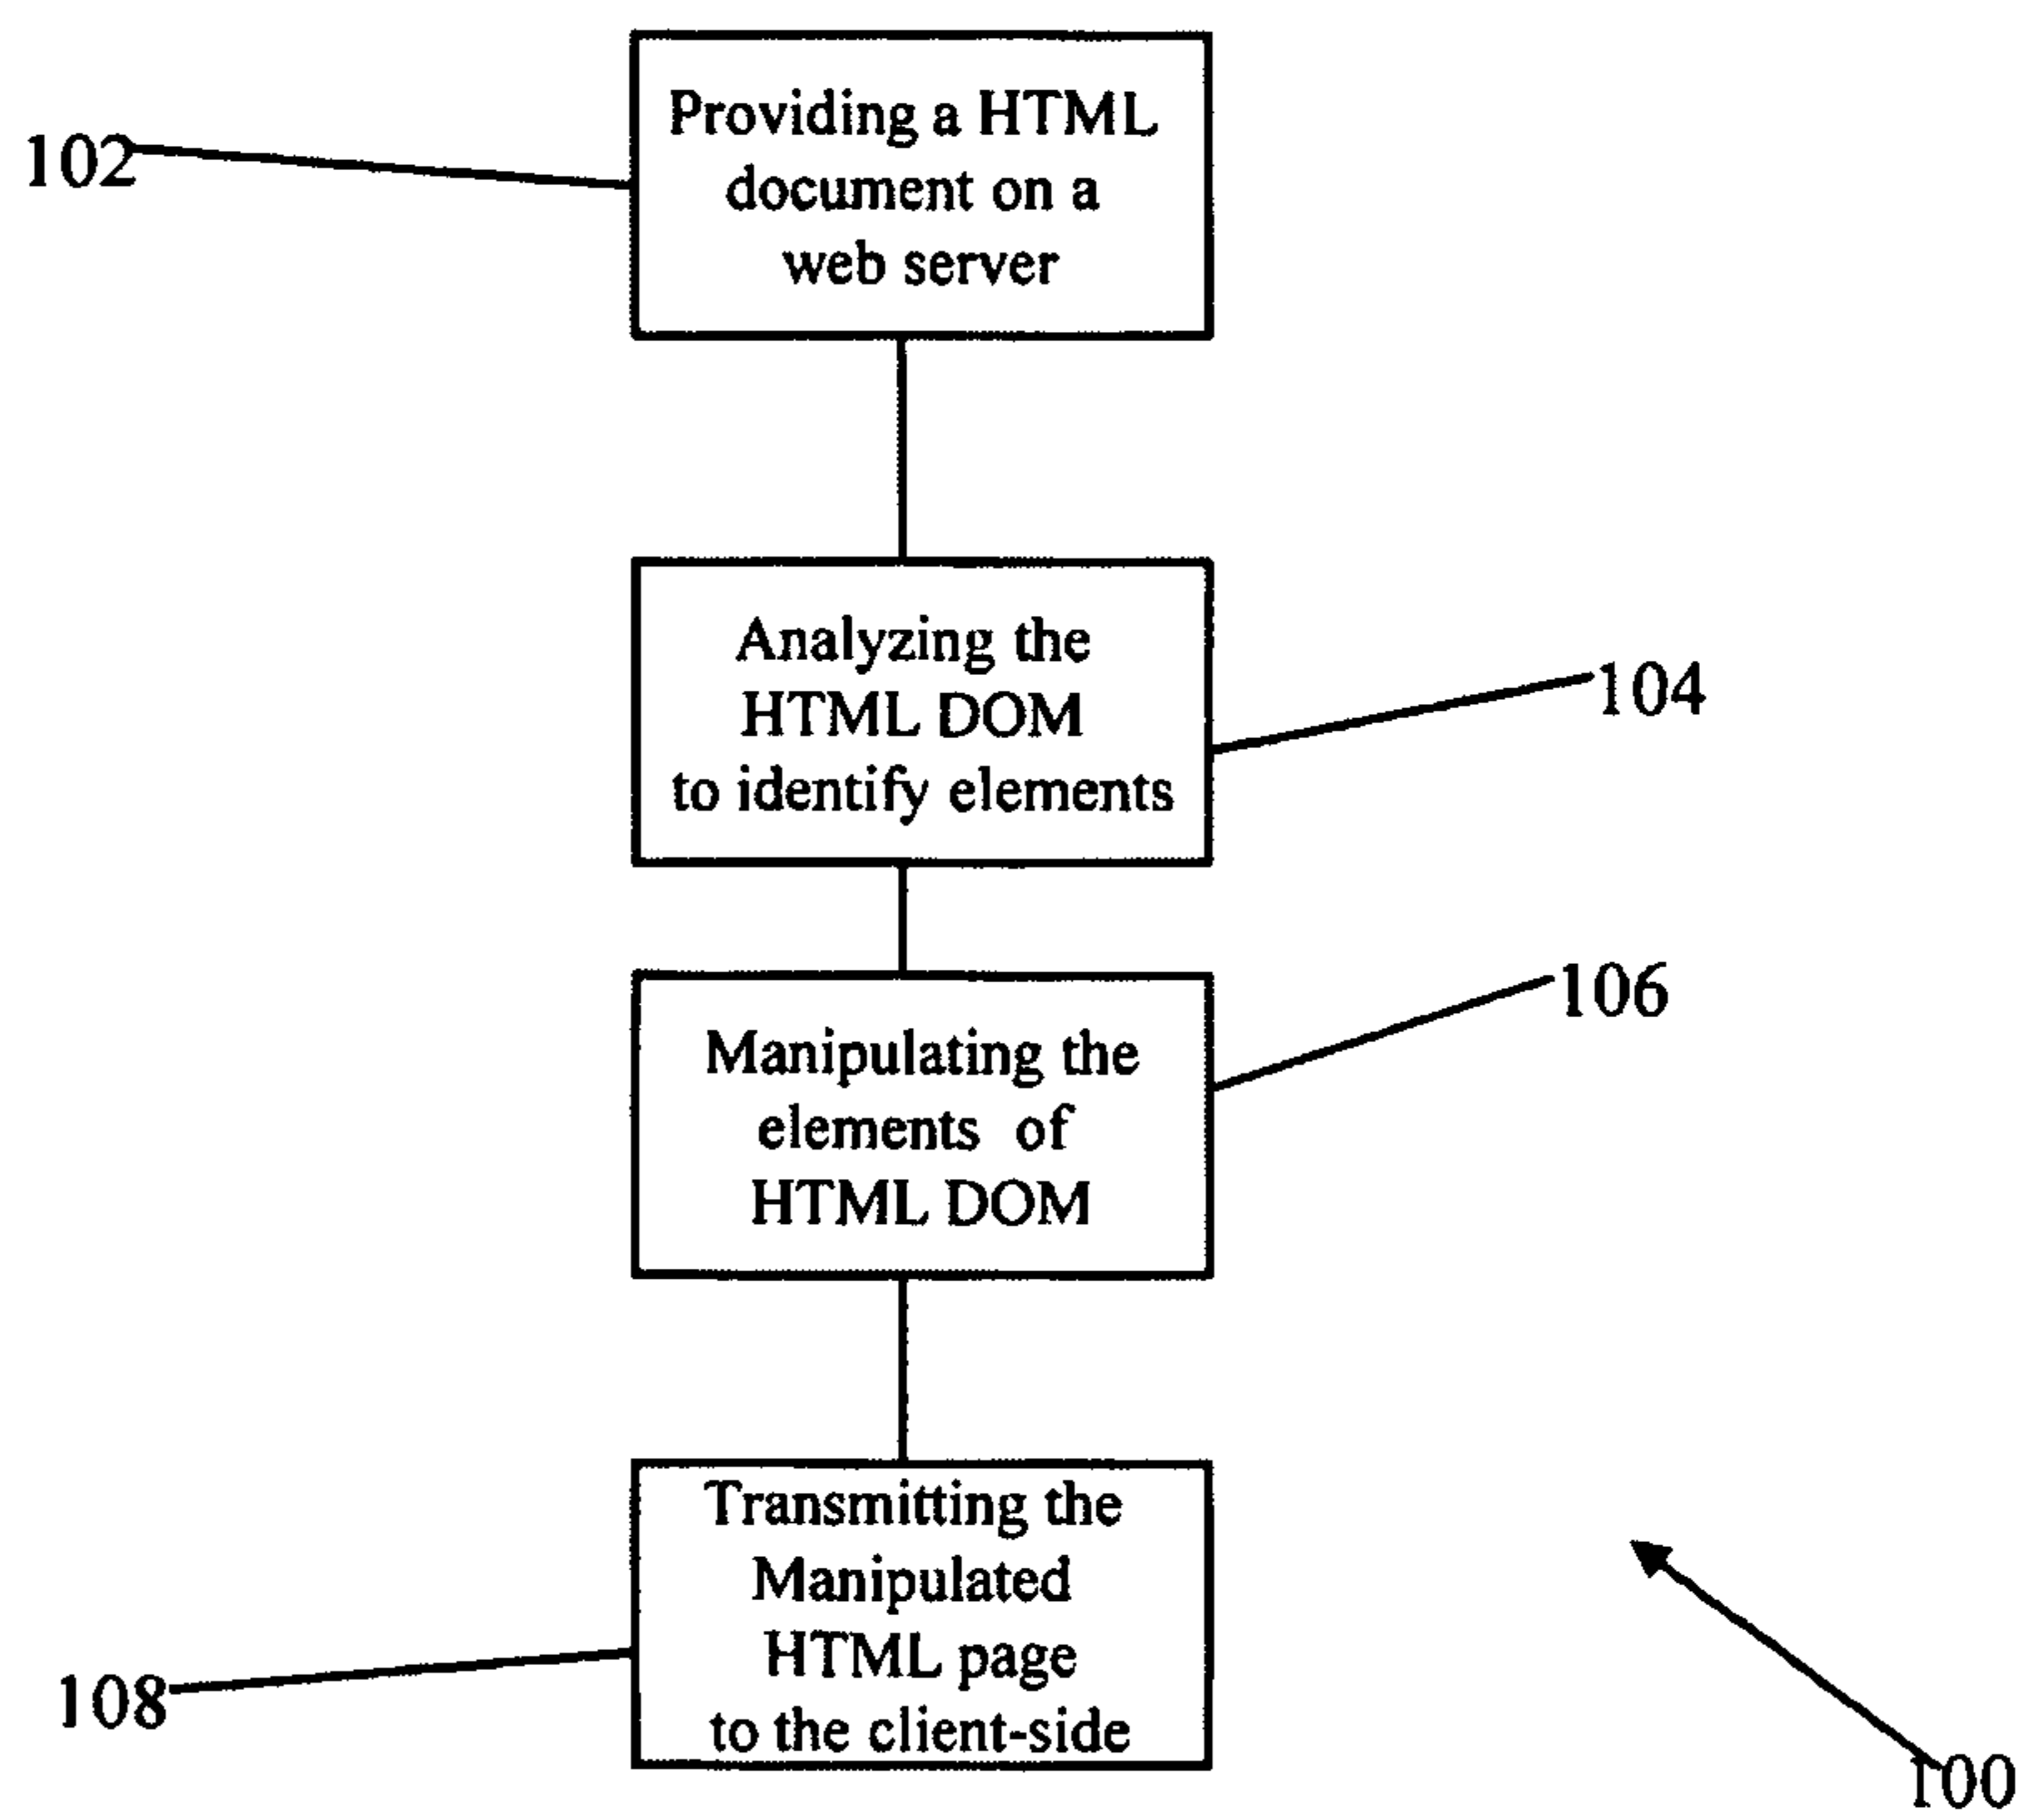 Providing a HTML
document on a
web server
102
Analyzing the
HTML DOM
to identify elements
104
Manipulating the
elements of
HTML DOM
106
Transmitting the
Manipulated
HTML page
to the client-side
108
100